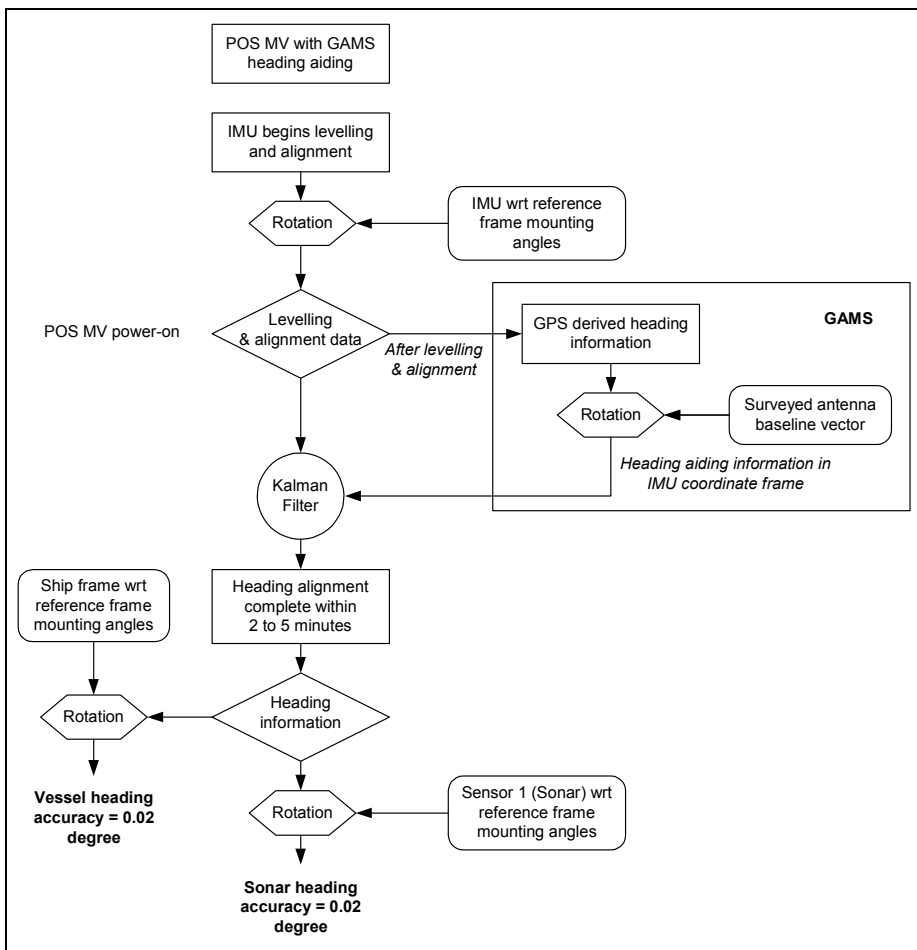 POS MV with GAMS
heading aiding
IMU begins levelling
and alignment
Rotation
IMU wrt reference
frame mounting
angles
POS MV power-on
Levelling
& alignment data
After levelling
& alignment
GAMS
GPS derived heading
information
Rotation
Surveyed antenna
baseline vector
Heading aiding information in
IMU coordinate frame
Kalman
Filter
Ship frame wrt
reference frame
mounting angles
Heading alignment
complete within
2 to 5 minutes
Rotation
Heading
information
Vessel heading
accuracy = 0.02
degree
Rotation
Sensor 1 (Sonar) wrt
reference frame
mounting angles
Sonar heading
accuracy = 0.02
degree